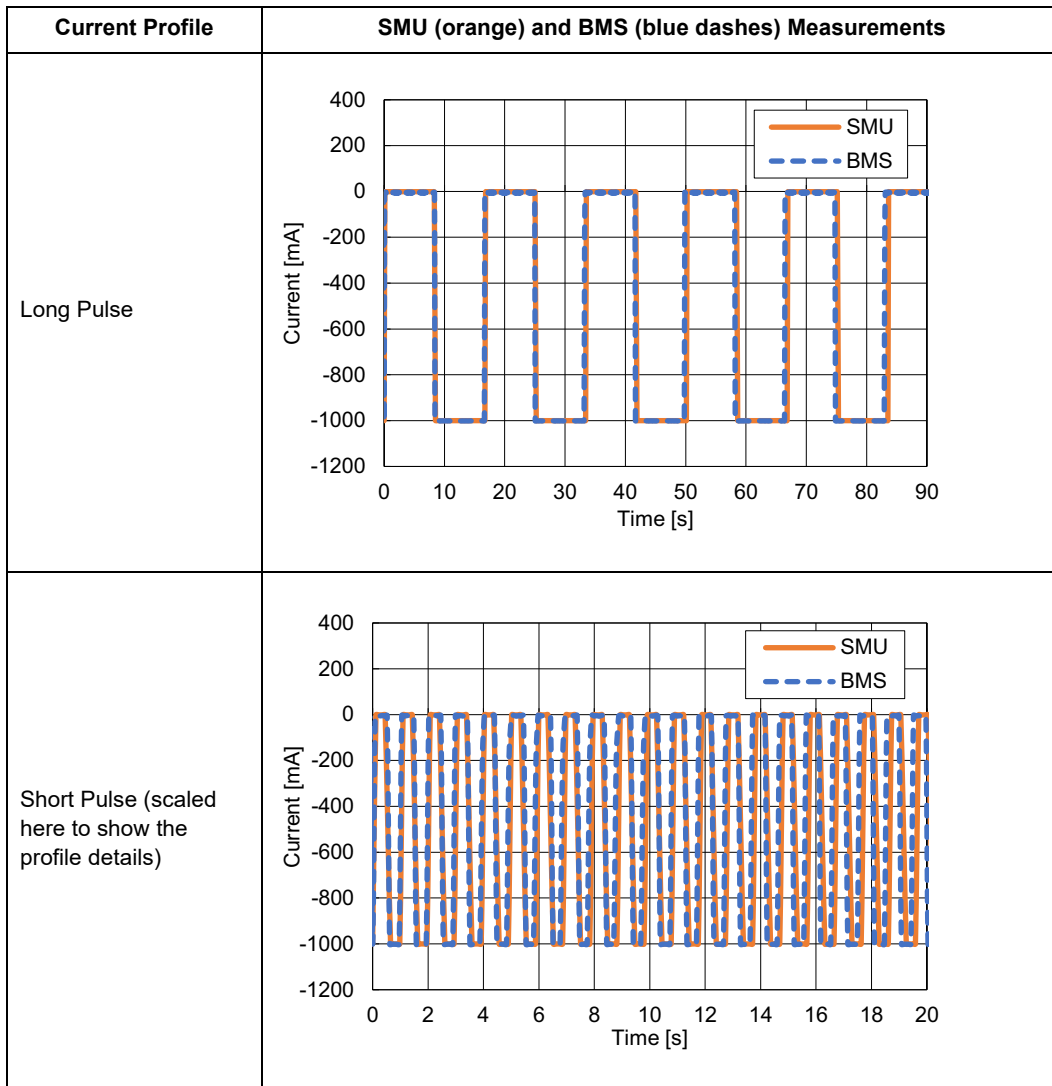 Current Profile
SMU (orange) and BMS (blue dashes) Measurements
Long Pulse
400
200
0
-200
-400
-600
-800
-1000
-1200
Current [mA]
SMU
BMS
0 10 20 30 40 50 60 70 80 90
Time [s]
Short Pulse (scaled
here to show the
profile details)
400
200
0
-200
-400
-600
-800
-1000
-1200
Current [mA]
SMU
BMS
0 2 4 6 8 10 12 14 16 18 20
Time [s]